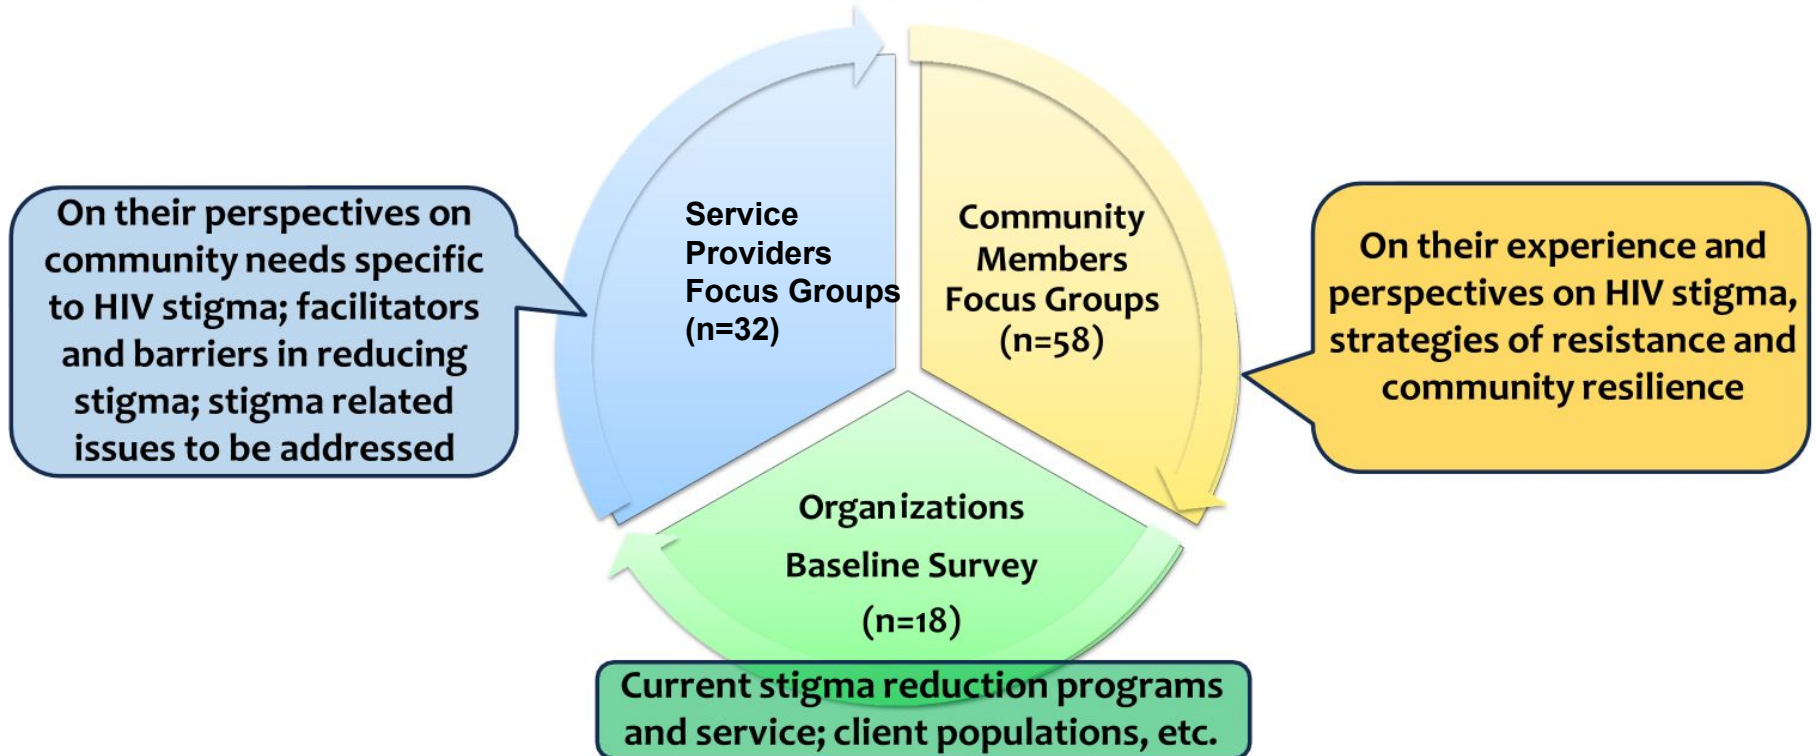 On their perspectives on
community needs specific
to HIV stigma; facilitators
and barriers in reducing
stigma; stigma related
issues to be addressed
Service
Providers
Focus Groups
(n=32)
Community
Members
Focus Groups
(n=58)
On their experience and
perspectives on HIV stigma,
strategies of resistance and
community resilience
Organizations
Baseline Survey
(n=18)
Current stigma reduction programs
and service; client populations, etc.